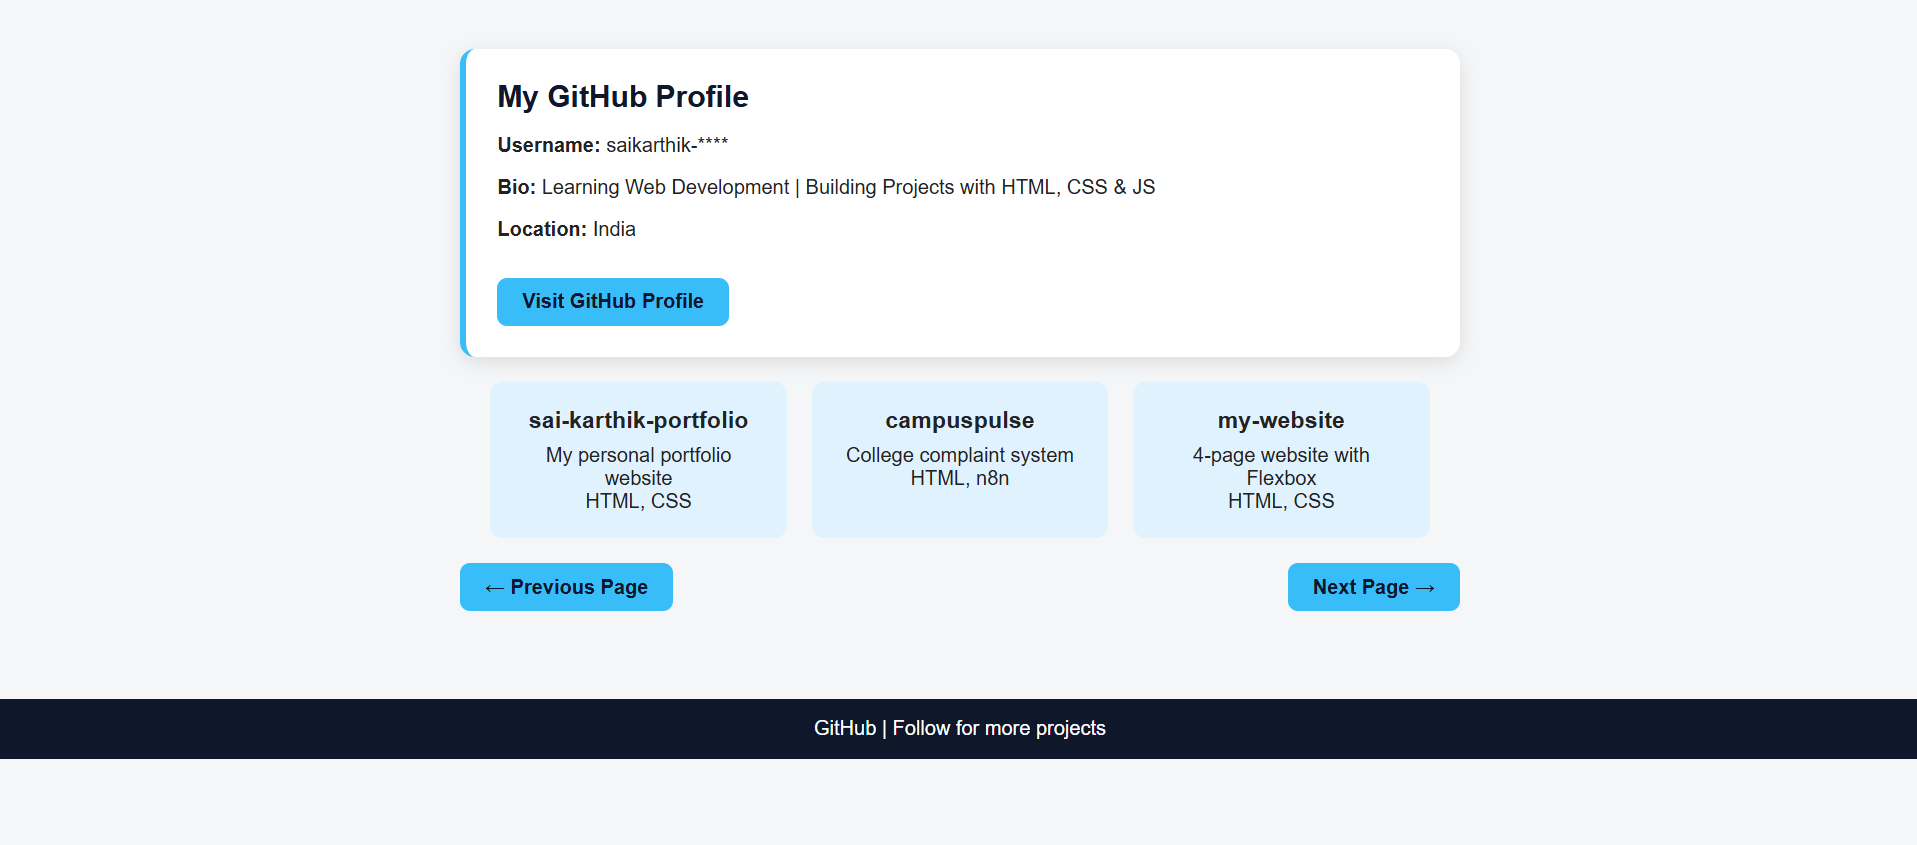 My GitHub Profile
Username: saikarthik-****
Bio: Learning Web Development | Building Projects with HTML, CSS & JS
Location: India
Visit GitHub Profile
sai-karthik-portfolio
My personal portfolio
website
HTML, CSS
campuspulse
College complaint system
HTML, n8n
my-website
4-page website with
Flexbox
HTML, CSS
← Previous Page
Next Page →
GitHub | Follow for more projects